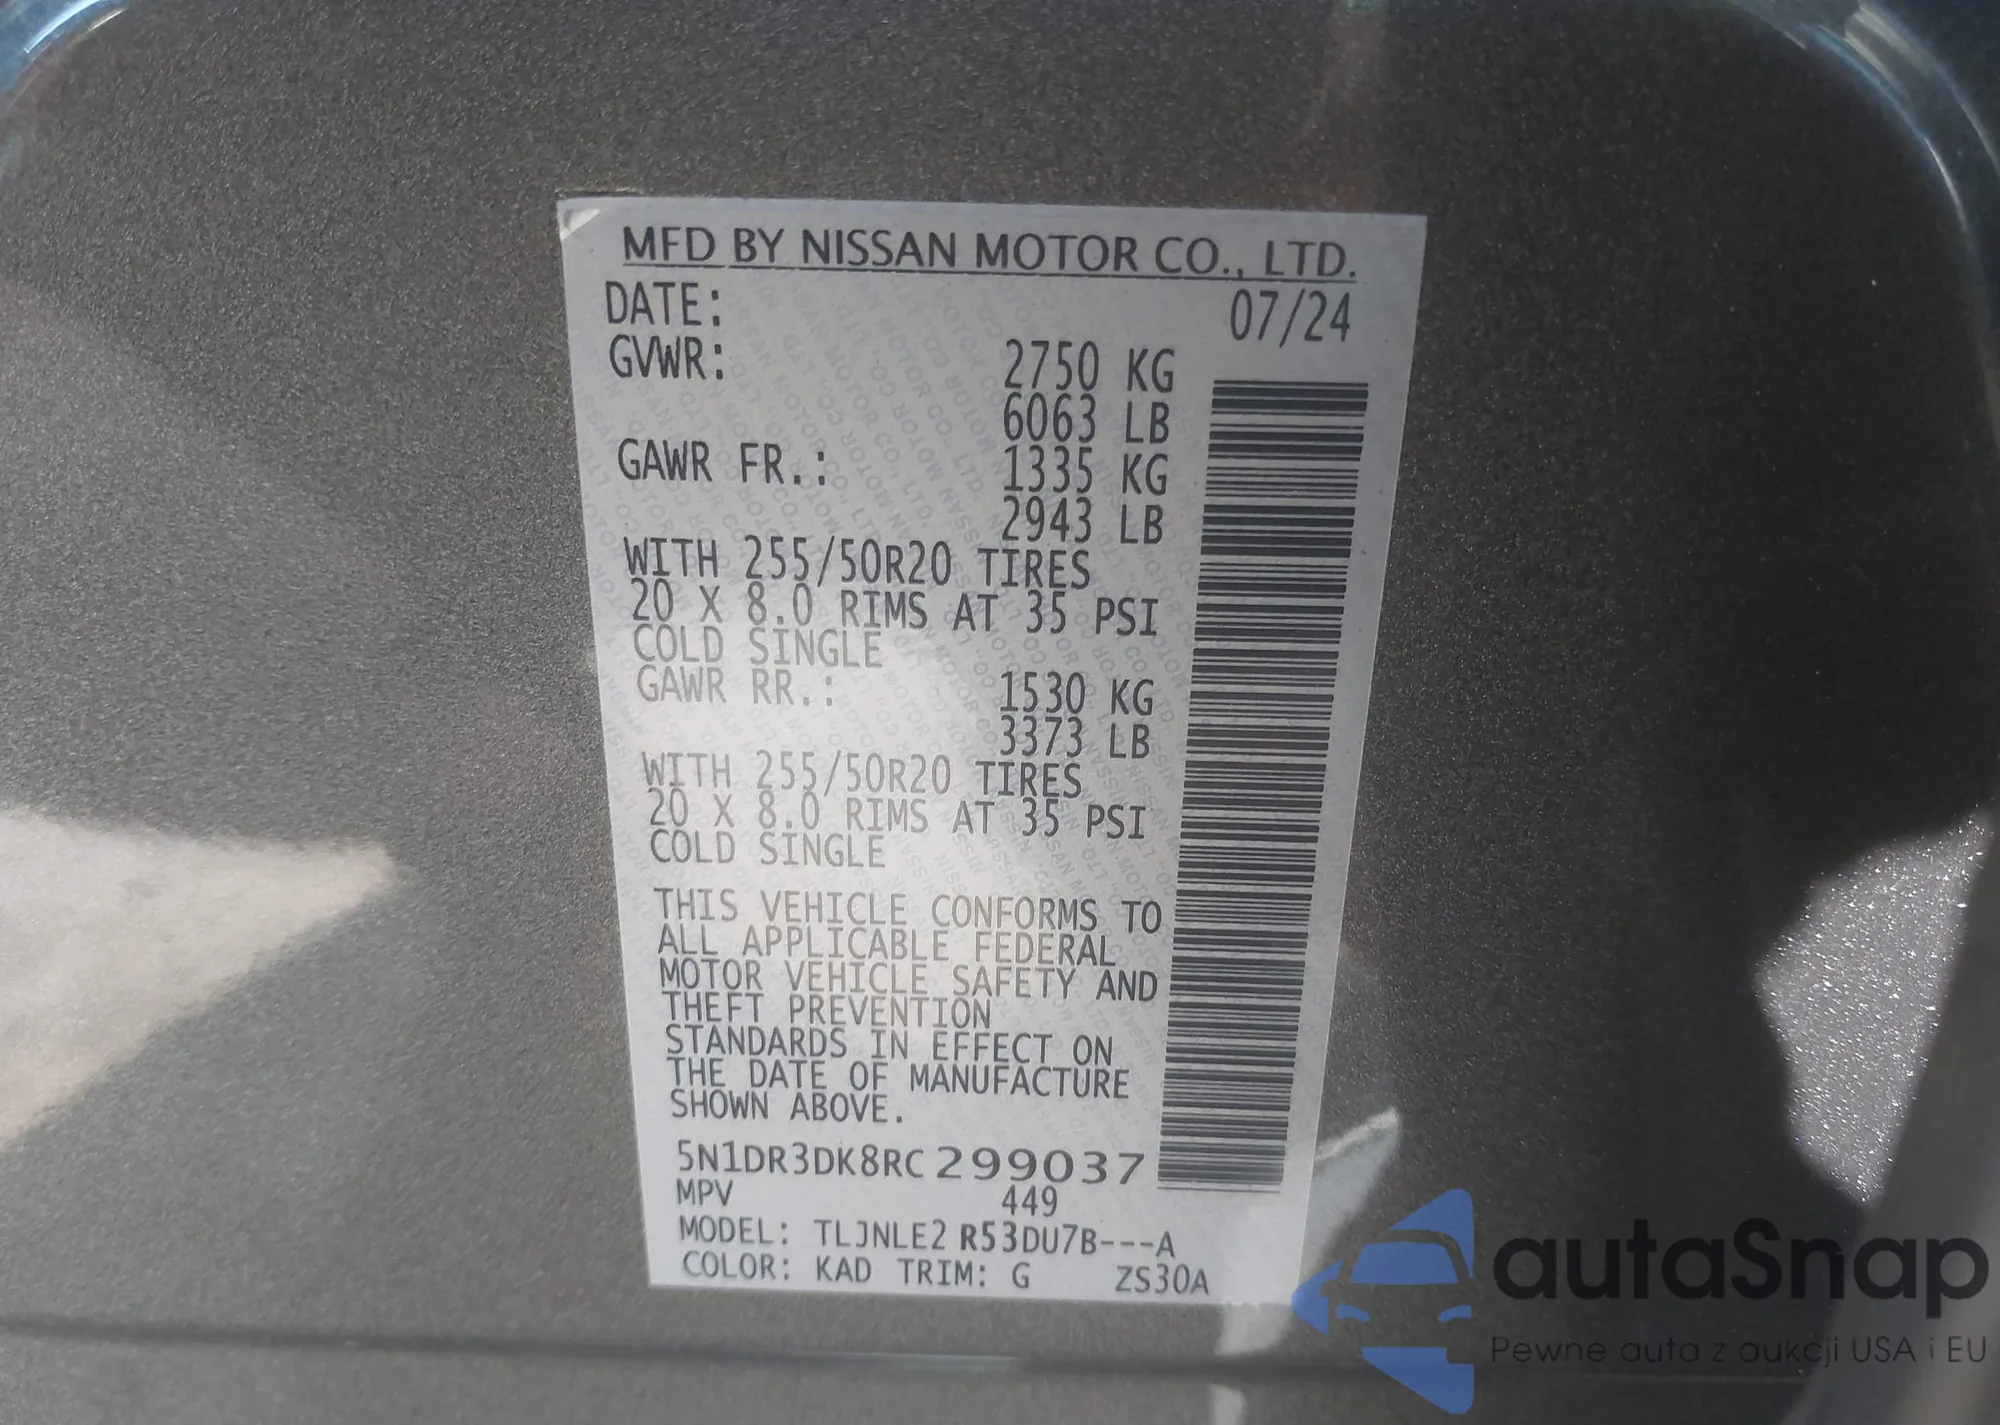 MFD BY NISSAN MOTOR CO., LTD.
DATE: 07/24
GVWR: 2750 KG
6063 LB
GAWR FR.: 1335 KG
2943 LB
WITH 255/50R20 TIRES
20 X 8.0 RIMS AT 35 PSI
COLD SINGLE
GAWR RR.: 1530 KG
3373 LB
WITH 255/50R20 TIRES
20 X 8.0 RIMS AT 35 PSI
COLD SINGLE
THIS VEHICLE CONFORMS TO
ALL APPLICABLE FEDERAL
MOTOR VEHICLE SAFETY AND
THEFT PREVENTION
STANDARDS IN EFFECT ON
THE DATE OF MANUFACTURE
SHOWN ABOVE.
5N1DR3DK8RC299037
MPV 449
MODEL: TLJNLE2 R53DU7B---A
COLOR: KAD TRIM: G ZS30A
autaSnap
Pewne auta z aukcji USA i EU